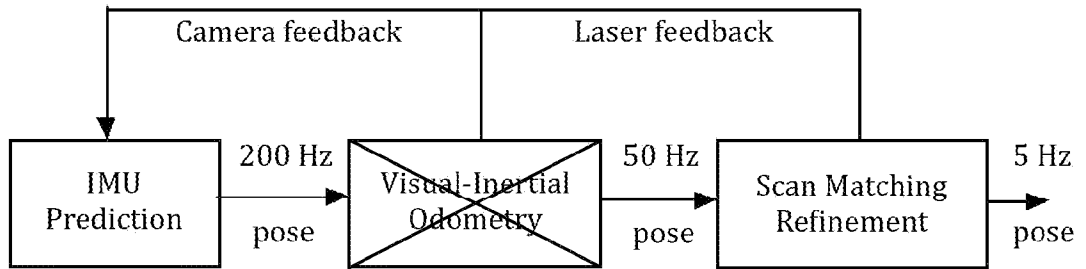 Camera feedback
Laser feedback
IMU
Prediction
200 Hz
pose
Visual-Inertial
Odometry
50 Hz
pose
Scan Matching
Refinement
5 Hz
pose